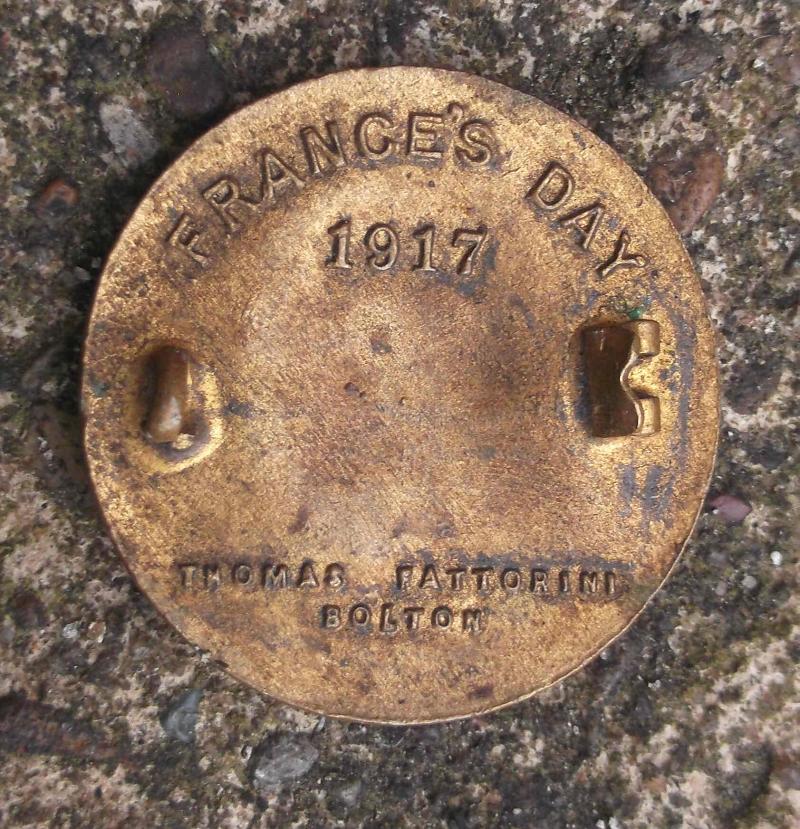 FRANCE'S DAY
1917
THOMAS FATTORINI
BOLTON